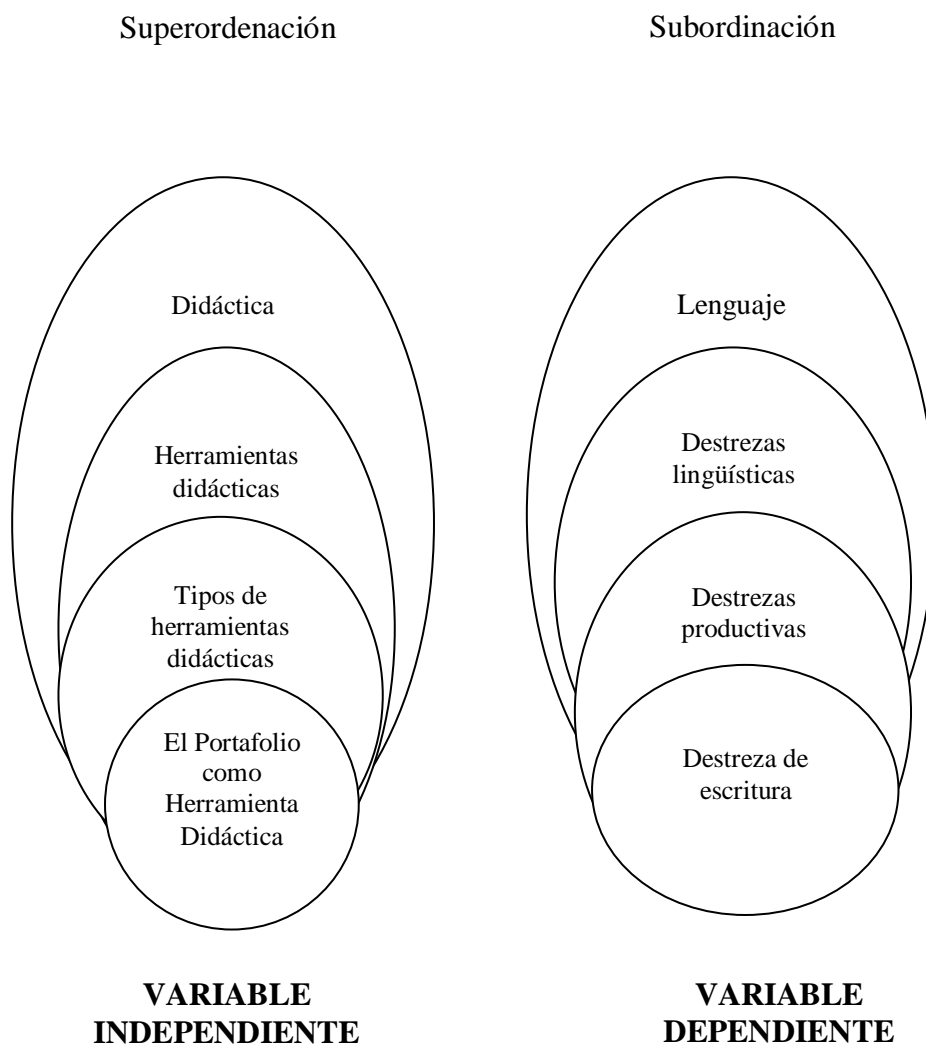 Superordenación
Subordinación
Didáctica
Herramientas
didácticas
Tipos de
herramientas
didácticas
El Portafolio
como
Herramienta
Didáctica
VARIABLE
INDEPENDIENTE
Lenguaje
Destrezas
lingüísticas
Destrezas
productivas
Destreza de
escritura
VARIABLE
DEPENDIENTE